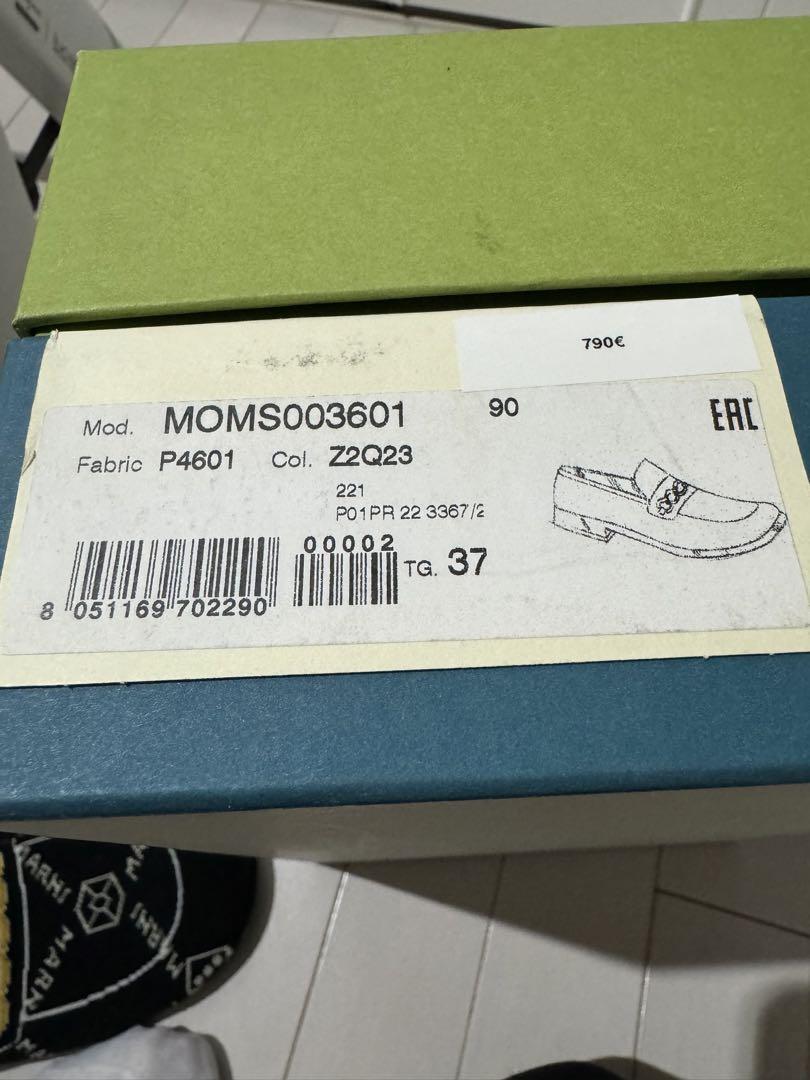 790€
Mod. MOMS003601 90
EAC
Fabric P4601 Col. Z2Q23
221
P01PR 22 3367/2
00002
TG. 37
8 051169 702290
MARNI
MARNI